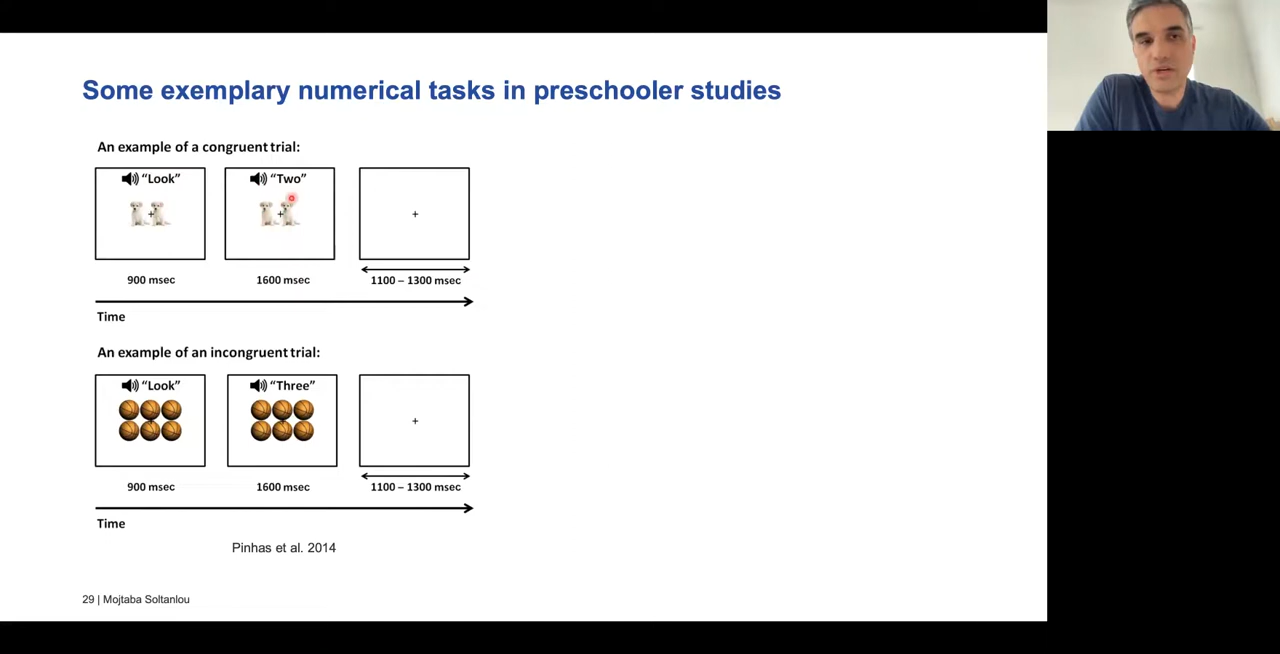 Some exemplary numerical tasks in preschooler studies
An example of a congruent trial:
“Look”
“Two”
+
+
+
900 msec
1600 msec
1100 – 1300 msec
Time
An example of an incongruent trial:
“Look”
“Three”
+
900 msec
1600 msec
1100 – 1300 msec
Time
Pinhas et al. 2014
29 | Mojtaba Soltanlou